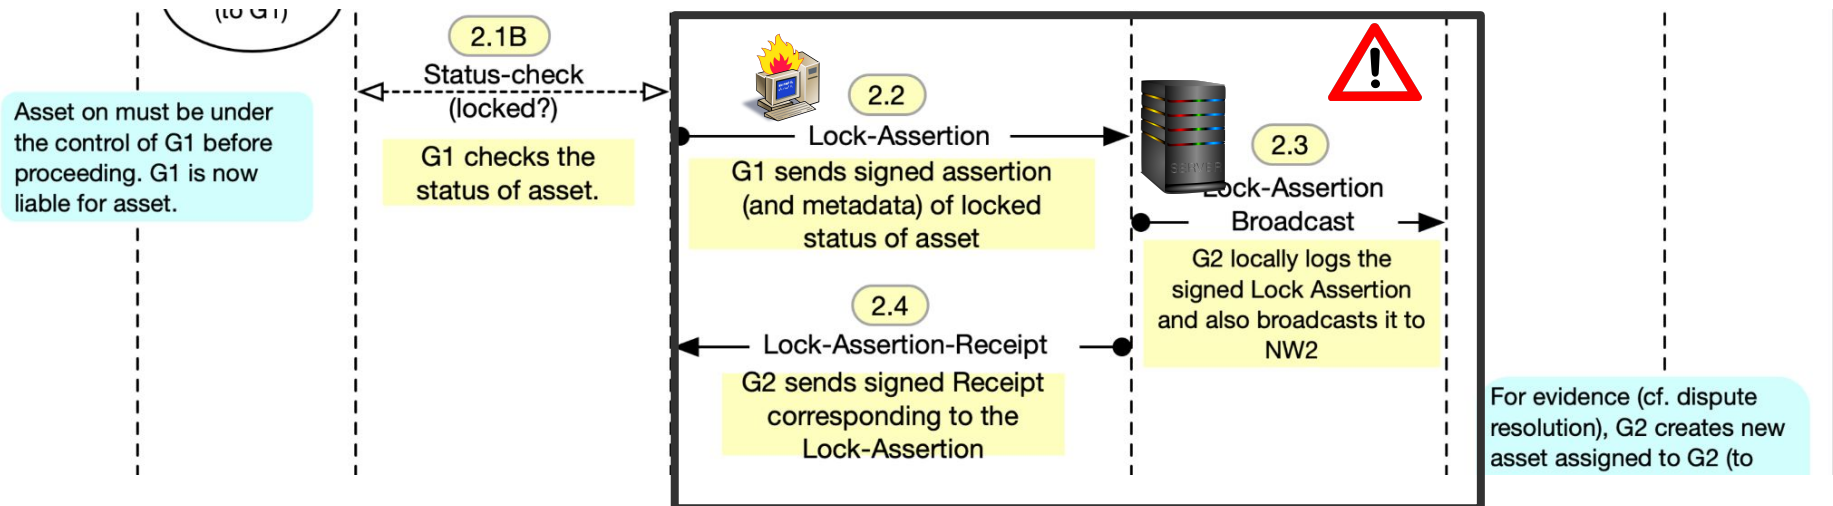 (to G1)
2.1B
Status-check
(locked?)
G1 checks the
status of asset.
Asset on must be under
the control of G1 before
proceeding. G1 is now
liable for asset.
2.2
Lock-Assertion
G1 sends signed assertion
(and metadata) of locked
status of asset
SERVER
2.3
Lock-Assertion
Broadcast
G2 locally logs the
signed Lock Assertion
and also broadcasts it to
NW2
2.4
Lock-Assertion-Receipt
G2 sends signed Receipt
corresponding to the
Lock-Assertion
For evidence (cf. dispute
resolution), G2 creates new
asset assigned to G2 (to